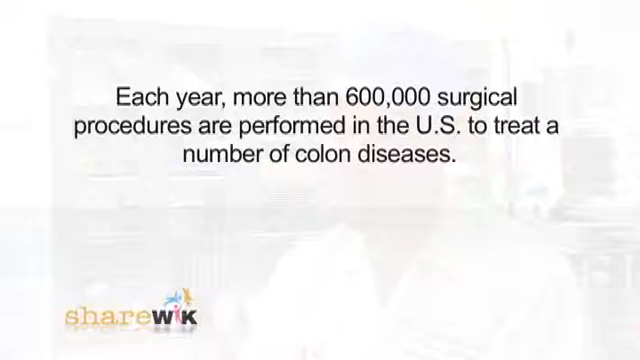 Each year, more than 600,000 surgical
procedures are performed in the U.S. to treat a
number of colon diseases.
sharewik